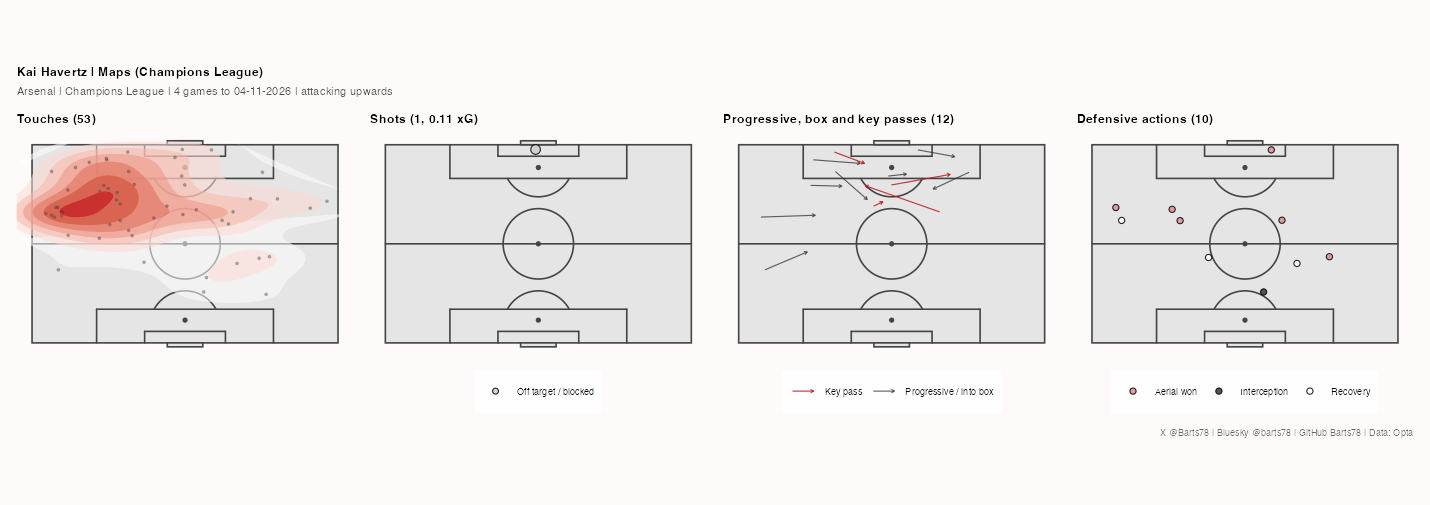 Kai Havertz | Maps (Champions League)
Arsenal | Champions League | 4 games to 04-11-2026 | attacking upwards
Touches (53)
Shots (1, 0.11 xG)
Progressive, box and key passes (12)
Defensive actions (10)
Off target / blocked
Key pass
Progressive / into box
Aerial won
Interception
Recovery
X @Barts78 | Bluesky @barts78 | GitHub Barts78 | Data: Opta